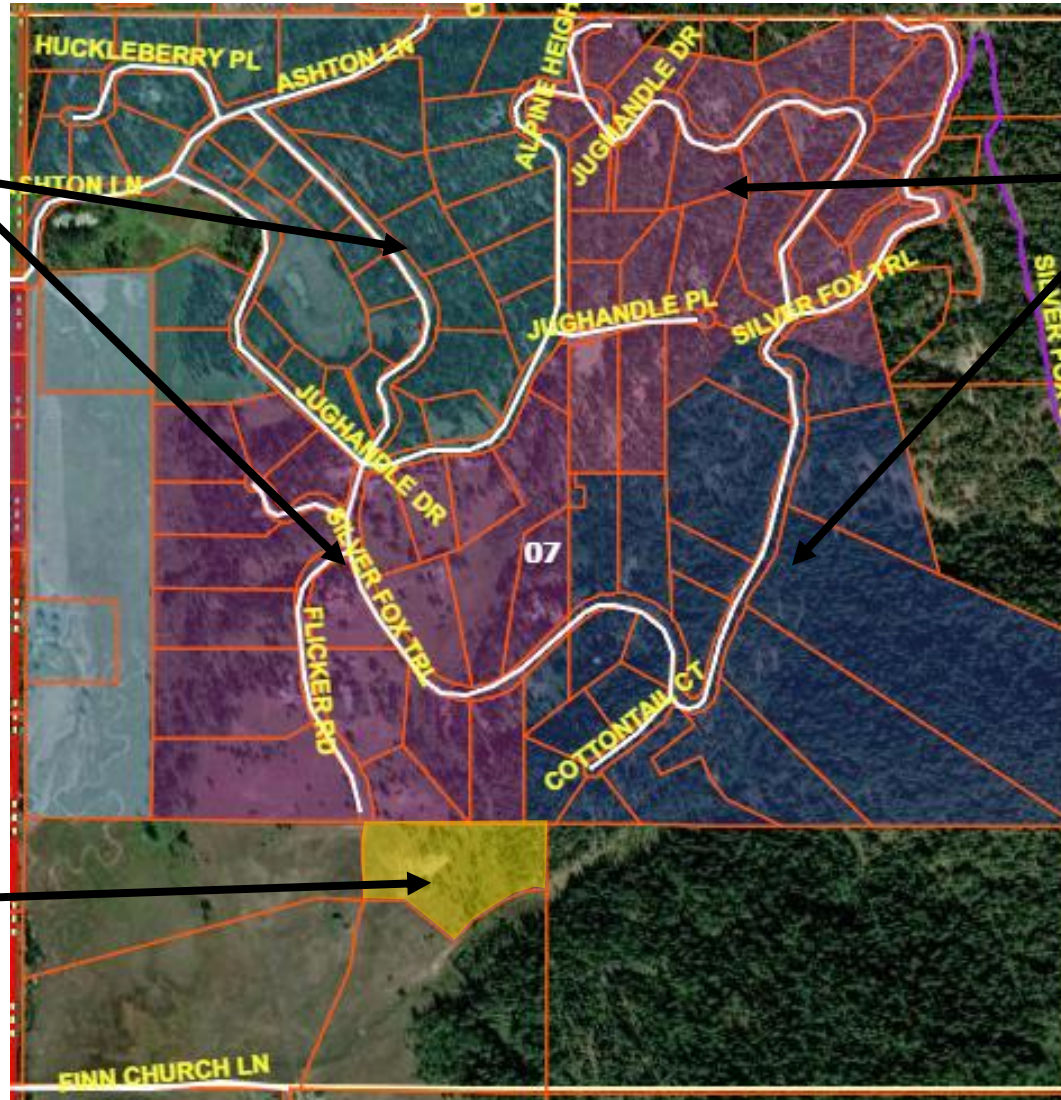 HUCKLEBERRY PL
ASHTON LN
ALPINE HEIGH
JUGHANDLE DR
SHTON LN
JUGHANDLE PL
SILVER FOX TRL
JUGHANDLE DR
SILVER FOX TRL
07
FLICKER RD
COTTONTAIL CT
FINN CHURCH LN